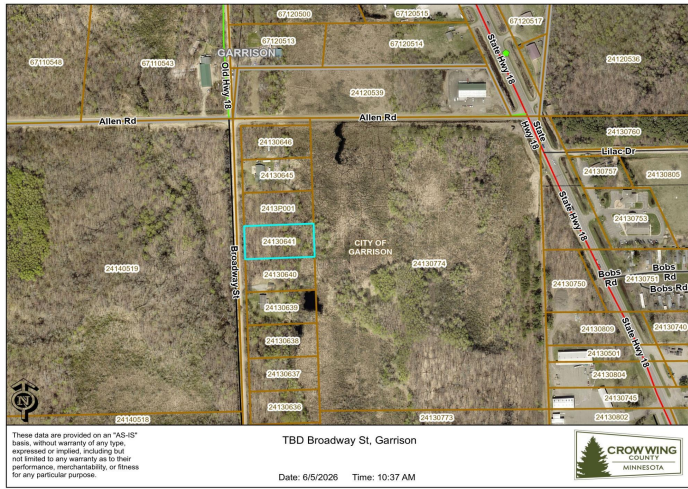 67120500
67120515
67120517
67120513
67120514
GARRISON
67110548
67110543
24120536
Old Hwy 18
State Hwy 18
24120539
Allen Rd
Allen Rd
State Hwy 18
24130760
24130646
Lilac Dr
24130645
24130757
24130805
2413P001
State Hwy 18
24130753
24130641
CITY OF
GARRISON
24140519
Broadway St
24130640
24130774
Bobs
Rd
Bobs
Rd
24130751
24130750
Bobs Rd
24130639
24130809
24130740
24130638
State Hwy 18
24130501
24130637
24130804
24130745
24130636
N
24140518
24130773
24130802
These data are provided on an "AS-IS"
basis, without warranty of any type,
expressed or implied, including but
not limited to any warranty as to their
performance, merchantability, or fitness
for any particular purpose.
TBD Broadway St, Garrison
Date: 6/5/2026 Time: 10:37 AM
CROW WING
COUNTY
MINNESOTA